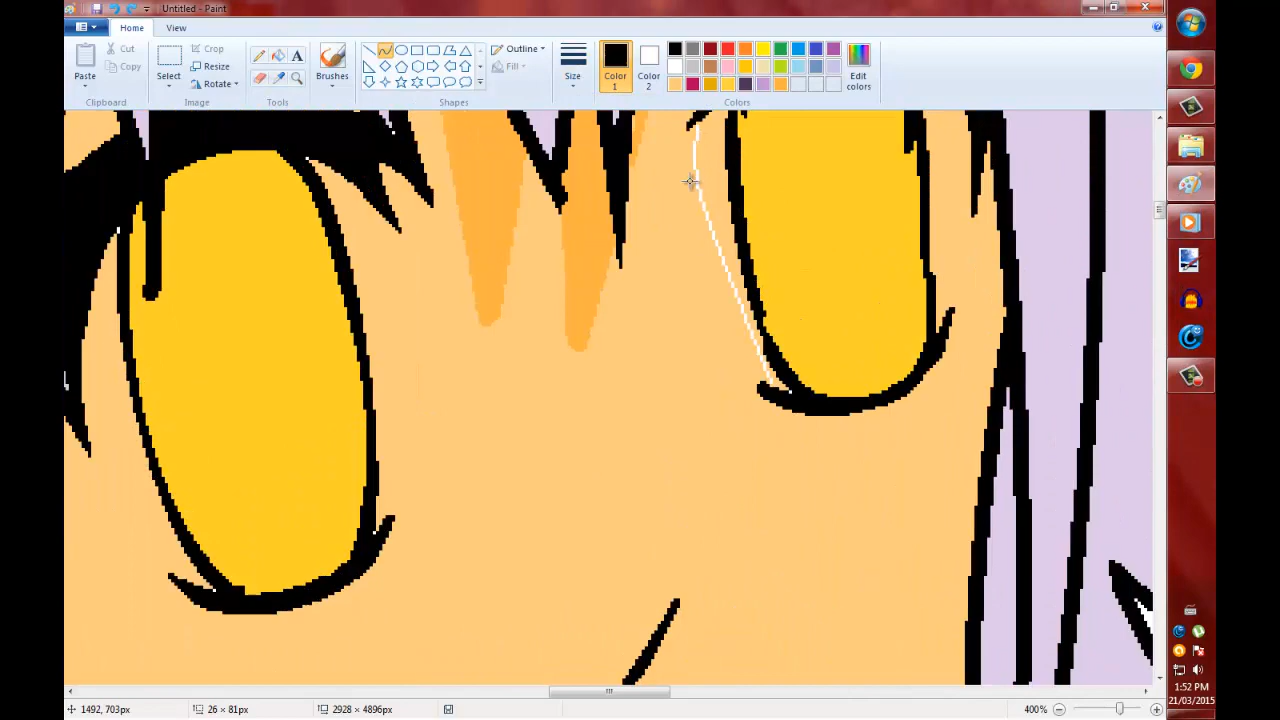 Untitled - Paint
Home View
Paste
Cut
Copy
Clipboard
Select
Crop
Resize
Rotate
Image
A
Tools
Brushes
Outline
Fill
Shapes
Size
Color 1
Color 2
Edit colors
Colors
1492, 703px
26 × 81px
2928 × 4896px
400%
1:52 PM
21/03/2015